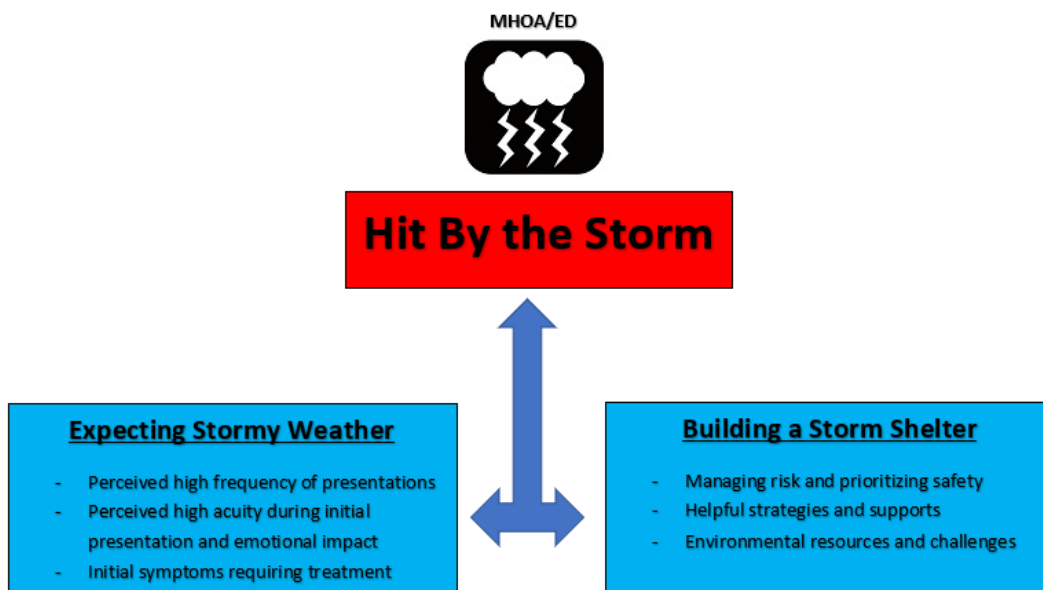 MHOA/ED
Hit By the Storm
Expecting Stormy Weather
- Perceived high frequency of presentations
- Perceived high acuity during initial
presentation and emotional impact
- Initial symptoms requiring treatment
Building a Storm Shelter
- Managing risk and prioritizing safety
- Helpful strategies and supports
- Environmental resources and challenges